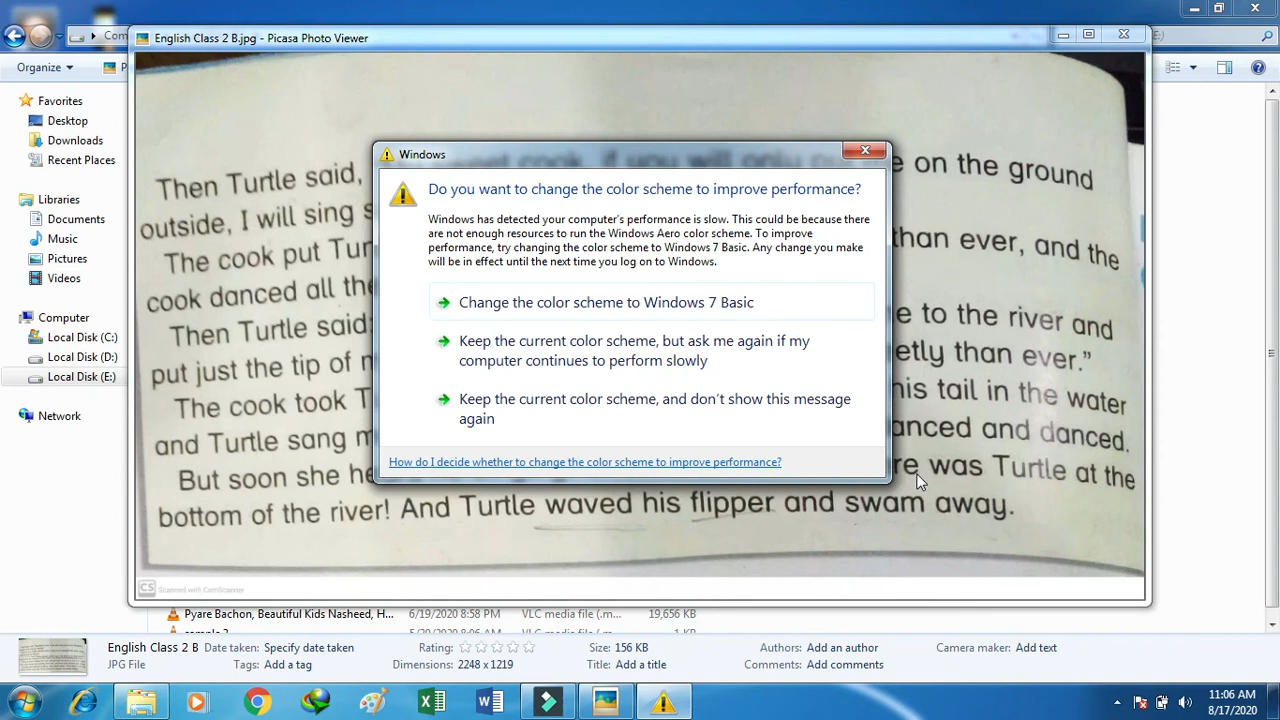 English Class 2 B.jpg - Picasa Photo Viewer
Com
E:)
Organize
P
Favorites
Desktop
Downloads
Recent Places
Libraries
Documents
Music
Pictures
Videos
Computer
Local Disk (C:)
Local Disk (D:)
Local Disk (E:)
Network
Then Turtle said, on the ground
outside, I will sing
The cook put Tur than ever, and the
cook danced all the
Then Turtle said to the river and
put just the tip of etly than ever."
The cook took T his tail in the water
and Turtle sang anced and danced.
But soon she he was Turtle at the
bottom of the river! And Turtle waved his flipper and swam away.
CS Scanned with CamScanner
Windows
Do you want to change the color scheme to improve performance?
Windows has detected your computer's performance is slow. This could be because there
are not enough resources to run the Windows Aero color scheme. To improve
performance, try changing the color scheme to Windows 7 Basic. Any change you make
will be in effect until the next time you log on to Windows.
Change the color scheme to Windows 7 Basic
Keep the current color scheme, but ask me again if my
computer continues to perform slowly
Keep the current color scheme, and don't show this message
again
How do I decide whether to change the color scheme to improve performance?
Pyare Bachon, Beautiful Kids Nasheed, H... 6/19/2020 8:58 PM VLC media file (.m... 19,656 KB
English Class 2 B Date taken: Specify date taken Rating: Size: 156 KB Authors: Add an author Camera maker: Add text
JPG File Tags: Add a tag Dimensions: 2248 x 1219 Title: Add a title Comments: Add comments
11:06 AM
8/17/2020